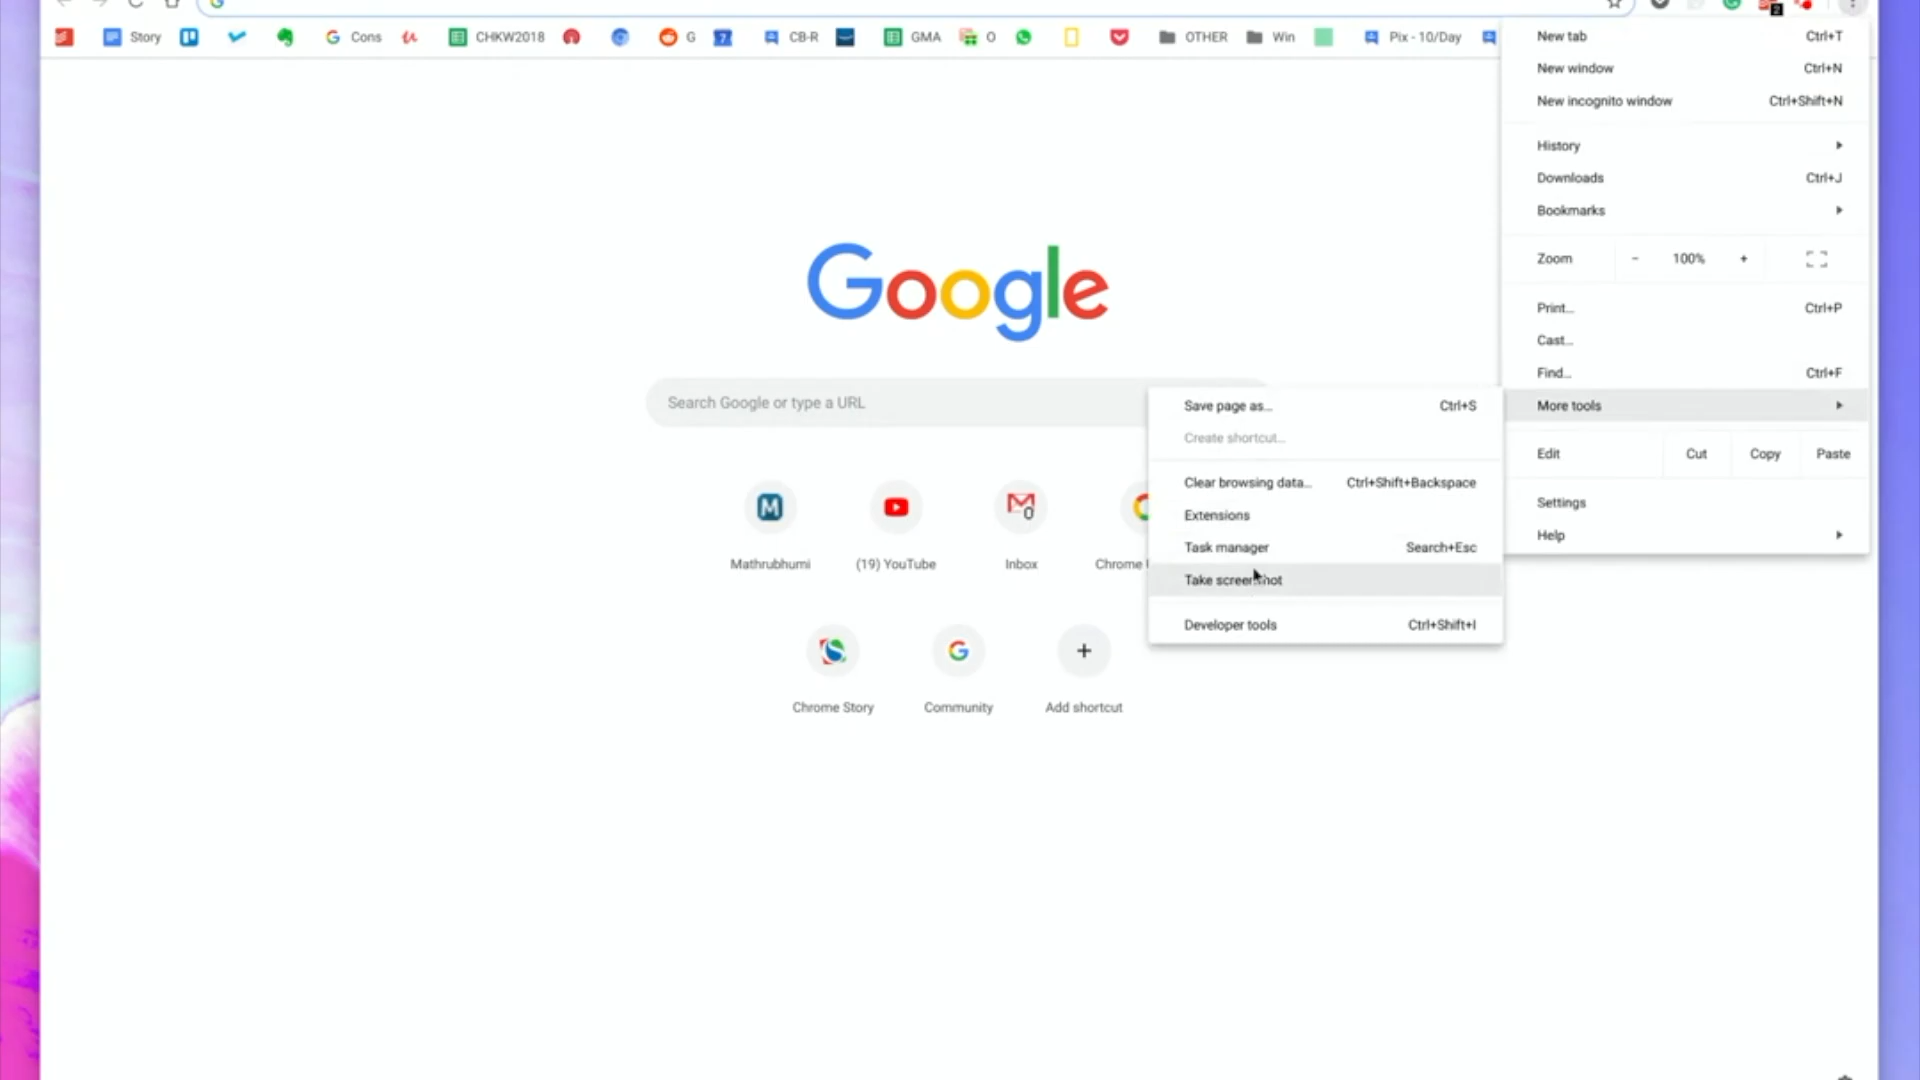 Story
Cons
CHKW2018
G
7
CB-R
GMA
O
OTHER
Win
Pix - 10/Day
2
New tab Ctrl+T
New window Ctrl+N
New incognito window Ctrl+Shift+N
History
Downloads Ctrl+J
Bookmarks
Zoom - 100% +
Print... Ctrl+P
Cast...
Find... Ctrl+F
More tools
Edit Cut Copy Paste
Settings
Help
Google
Search Google or type a URL
Save page as... Ctrl+S
Create shortcut...
Clear browsing data... Ctrl+Shift+Backspace
Extensions
Task manager Search+Esc
Take screenshot
Developer tools Ctrl+Shift+I
M
0
Mathrubhumi
(19) YouTube
Inbox
Chrome
Chrome Story
Community
Add shortcut